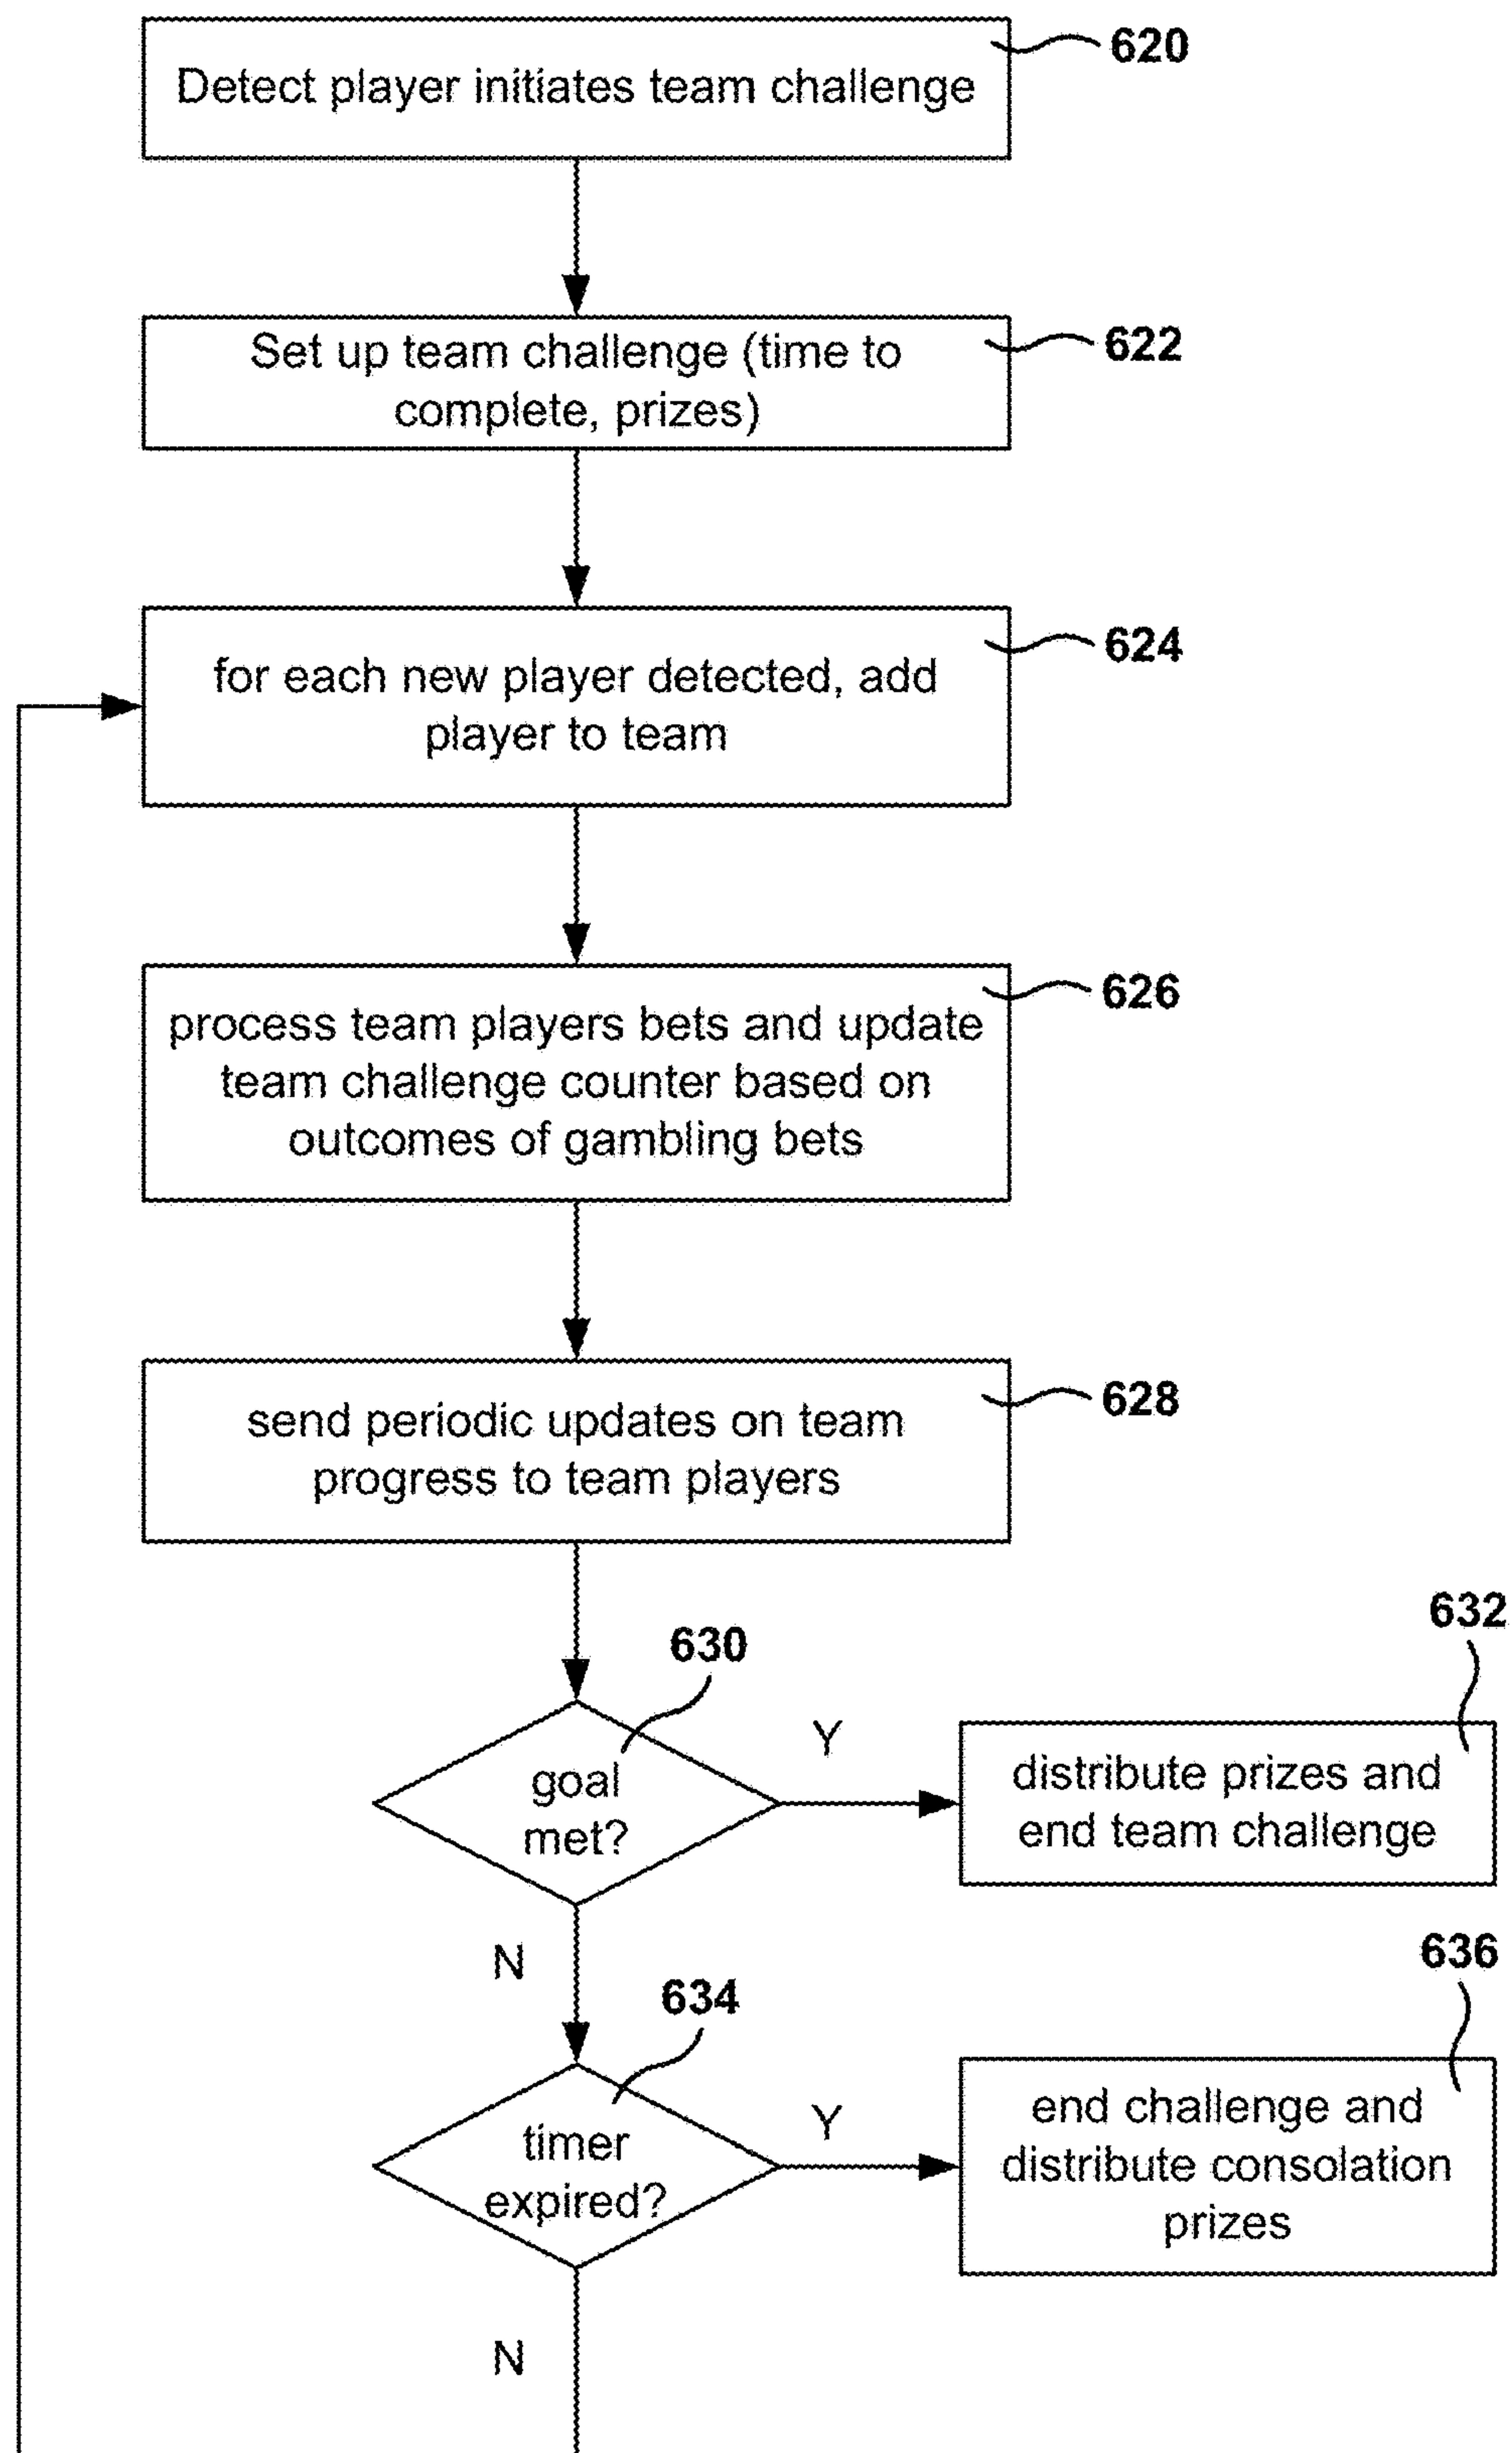 620
Detect player initiates team challenge
622
Set up team challenge (time to
complete, prizes)
624
for each new player detected, add
player to team
626
process team players bets and update
team challenge counter based on
outcomes of gambling bets
628
send periodic updates on team
progress to team players
630
goal
met?
Y
632
distribute prizes and
end team challenge
N
634
timer
expired?
Y
636
end challenge and
distribute consolation
prizes
N